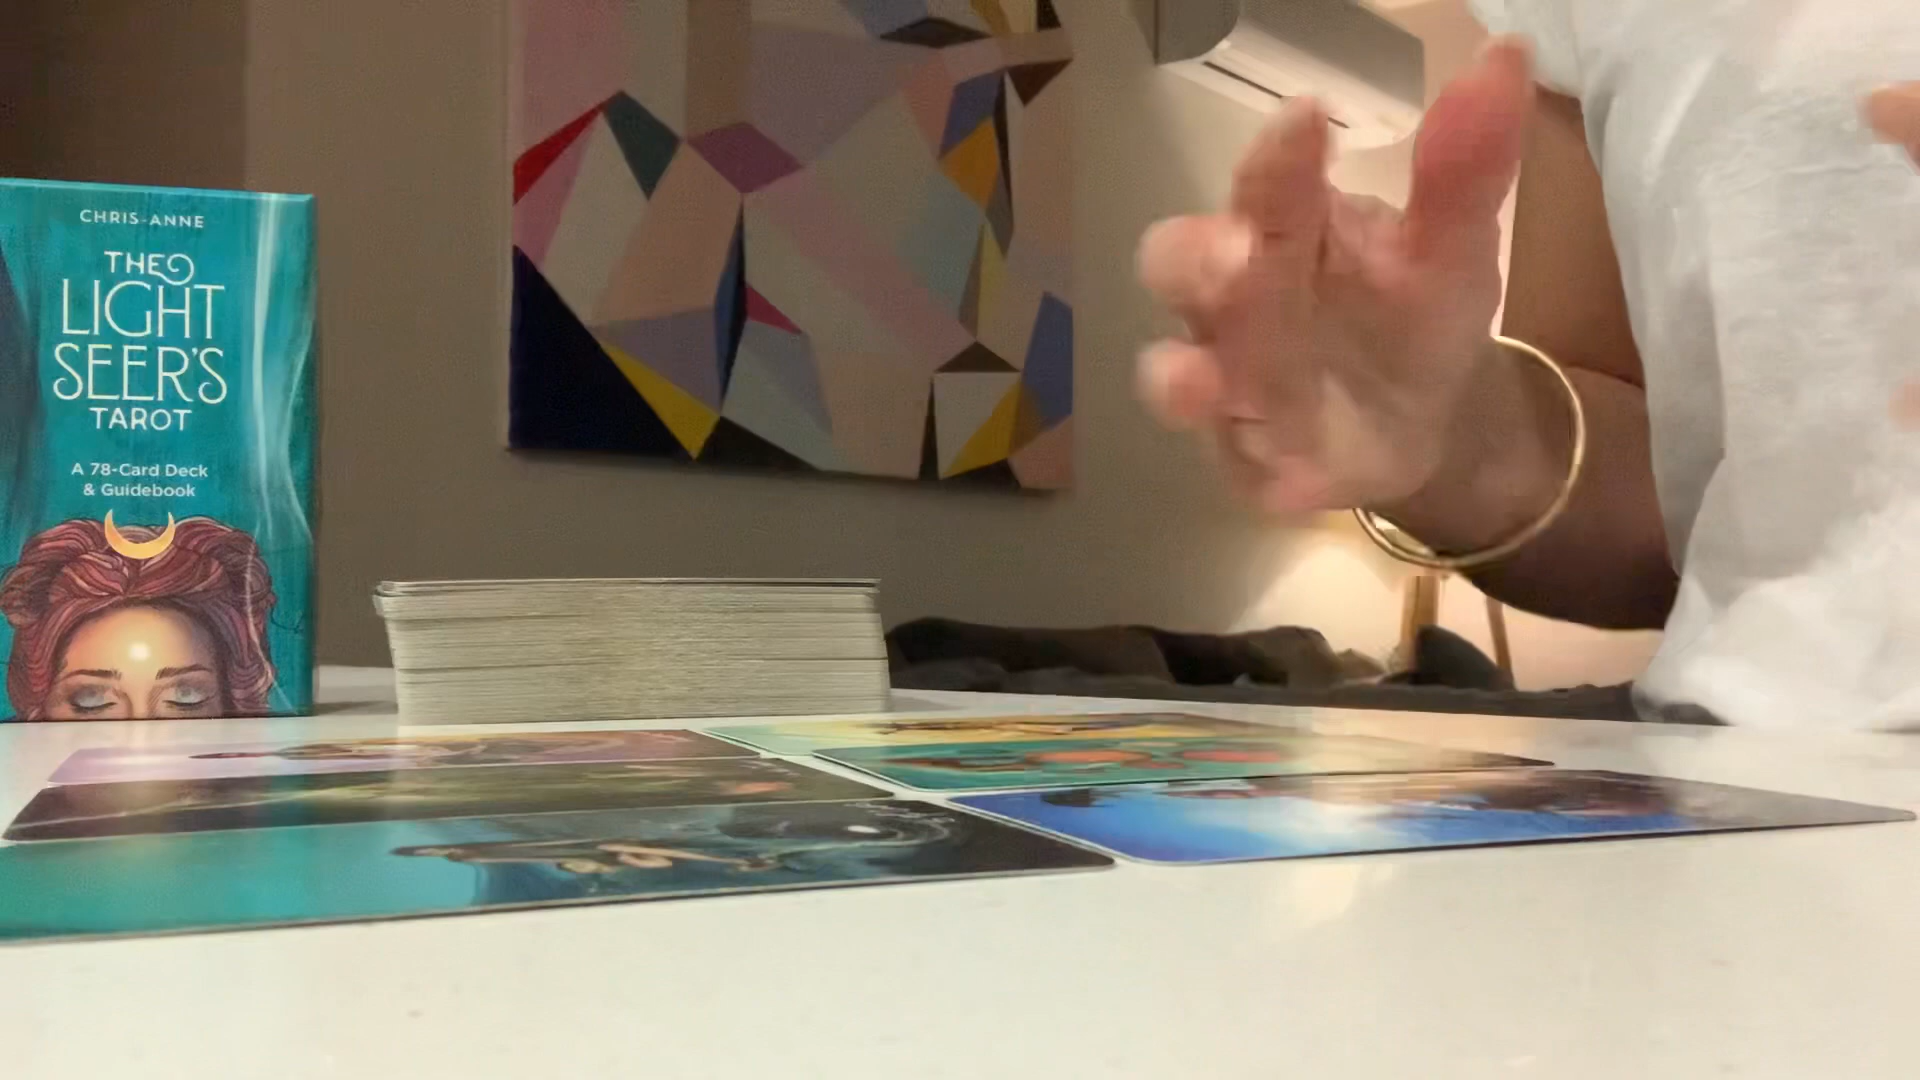 CHRIS-ANNE
THE
LIGHT
SEER'S
TAROT
A 78-Card Deck
& Guidebook